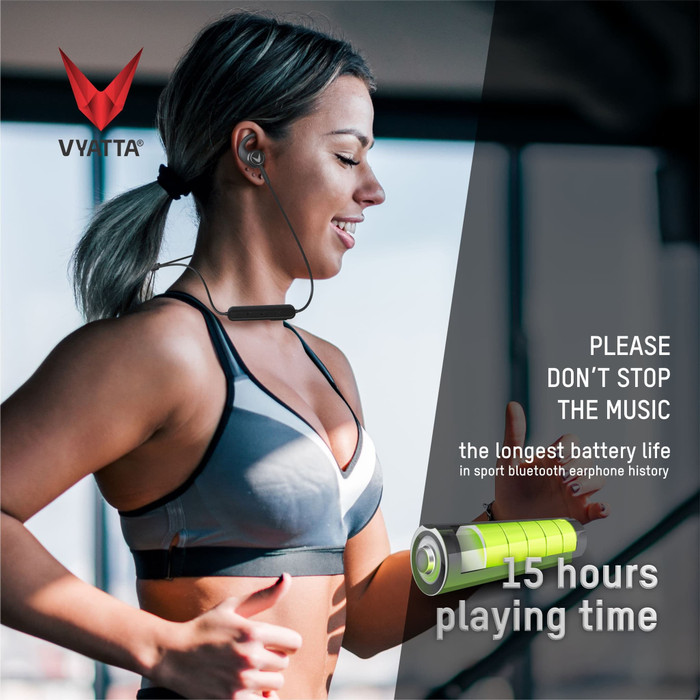 VYATTA®
PLEASE
DON'T STOP
THE MUSIC
the longest battery life
in sport bluetooth earphone history
15 hours
playing time